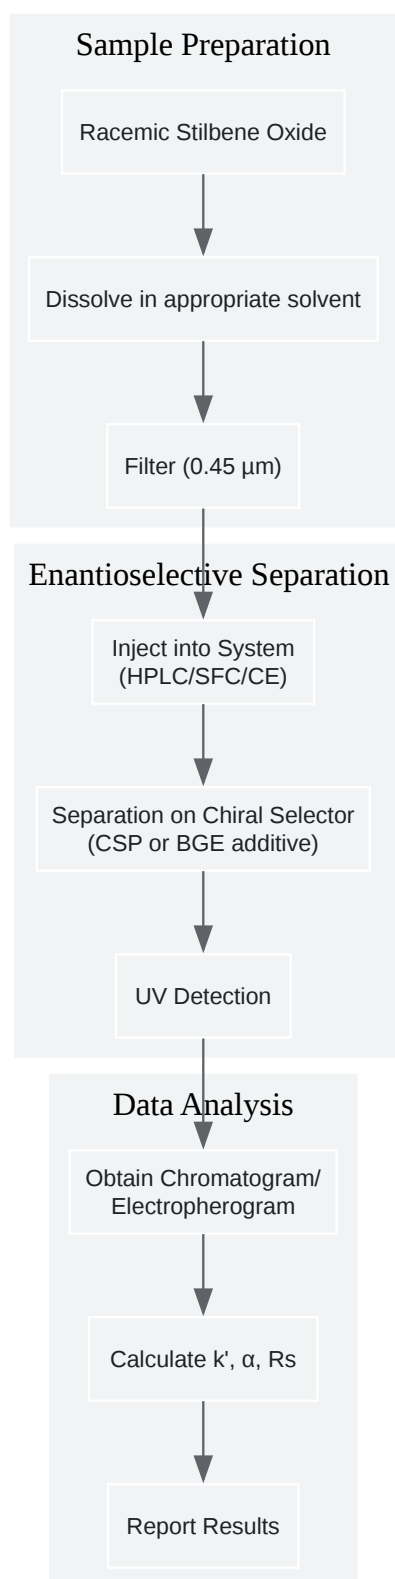 Sample Preparation
Racemic Stilbene Oxide
Dissolve in appropriate solvent
Filter (0.45 µm)
Enantioselective Separation
Inject into System
(HPLC/SFC/CE)
Separation on Chiral Selector
(CSP or BGE additive)
UV Detection
Data Analysis
Obtain Chromatogram/
Electropherogram
Calculate k', α, Rs
Report Results